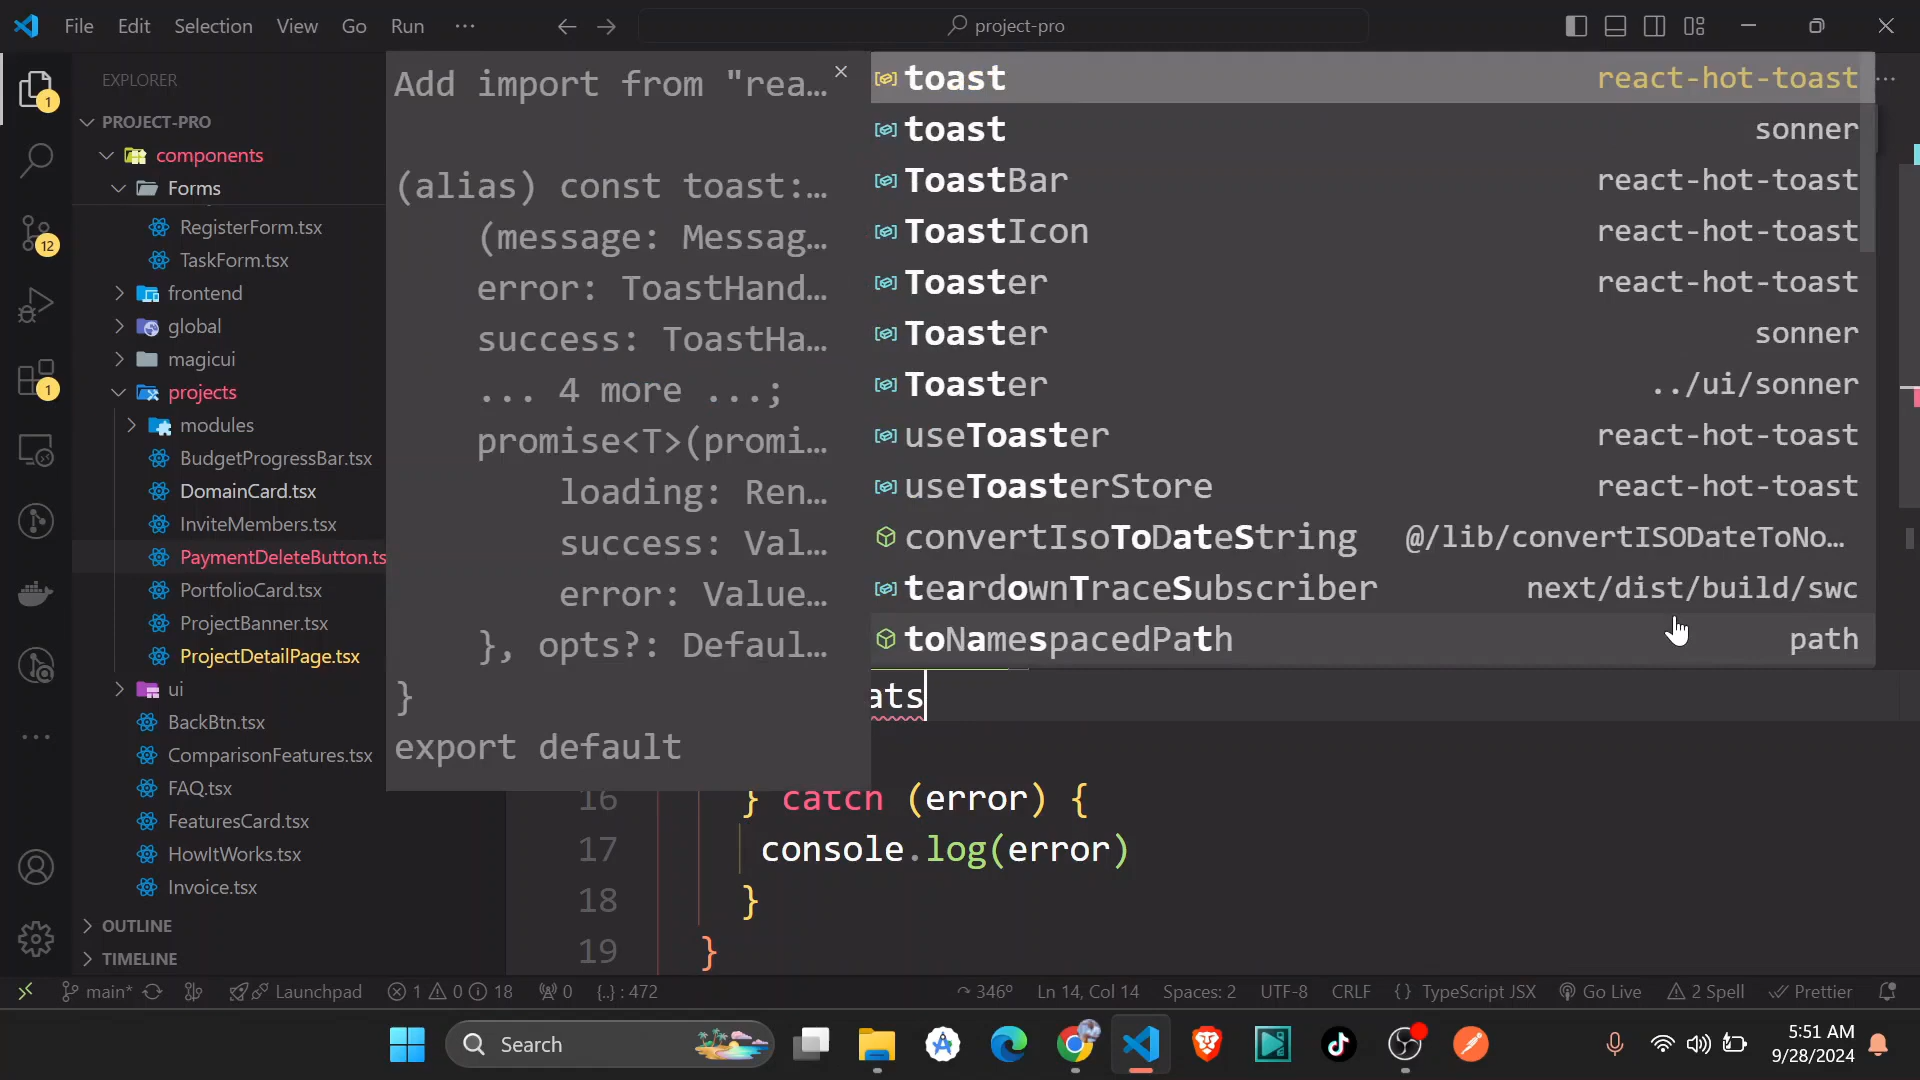 File Edit Selection View Go Run ···
project-pro
EXPLORER
PROJECT-PRO
components
Forms
RegisterForm.tsx
TaskForm.tsx
frontend
global
magicui
projects
modules
BudgetProgressBar.tsx
DomainCard.tsx
InviteMembers.tsx
PaymentDeleteButton.ts
PortfolioCard.tsx
ProjectBanner.tsx
ProjectDetailPage.tsx
ui
BackBtn.tsx
ComparisonFeatures.tsx
FAQ.tsx
FeaturesCard.tsx
HowItWorks.tsx
Invoice.tsx
OUTLINE
TIMELINE
1
12
1
Add import from "rea…
(alias) const toast:…
(message: Messag…
error: ToastHand…
success: ToastHa…
... 4 more ...;
promise<T>(promi…
loading: Ren…
success: Val…
error: Value…
}, opts?: Defaul…
}
export default
toast react-hot-toast
toast sonner
ToastBar react-hot-toast
ToastIcon react-hot-toast
Toaster react-hot-toast
Toaster sonner
Toaster ../ui/sonner
useToaster react-hot-toast
useToasterStore react-hot-toast
convertIsoToDateString @/lib/convertISODateToNo…
teardownTraceSubscriber next/dist/build/swc
toNamespacedPath path
ats
16 } catch (error) {
17 console.log(error)
18 }
19 }
main* Launchpad 1 0 18 0 {..} : 472 346° Ln 14, Col 14 Spaces: 2 UTF-8 CRLF {} TypeScript JSX Go Live 2 Spell Prettier
Search
5:51 AM
9/28/2024